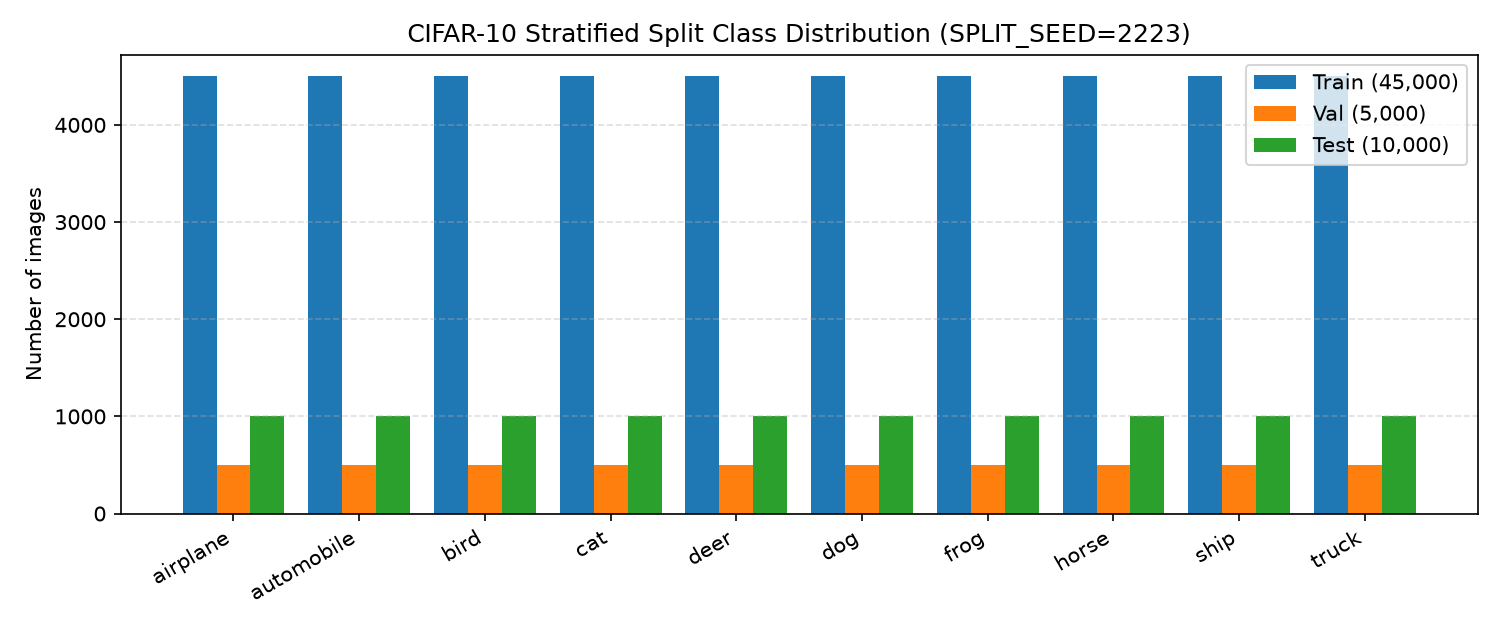 CIFAR-10 Stratified Split Class Distribution (SPLIT_SEED=2223)
Train (45,000)
Val (5,000)
Test (10,000)
Number of images
4000
3000
2000
1000
0
airplane
automobile
bird
cat
deer
dog
frog
horse
ship
truck